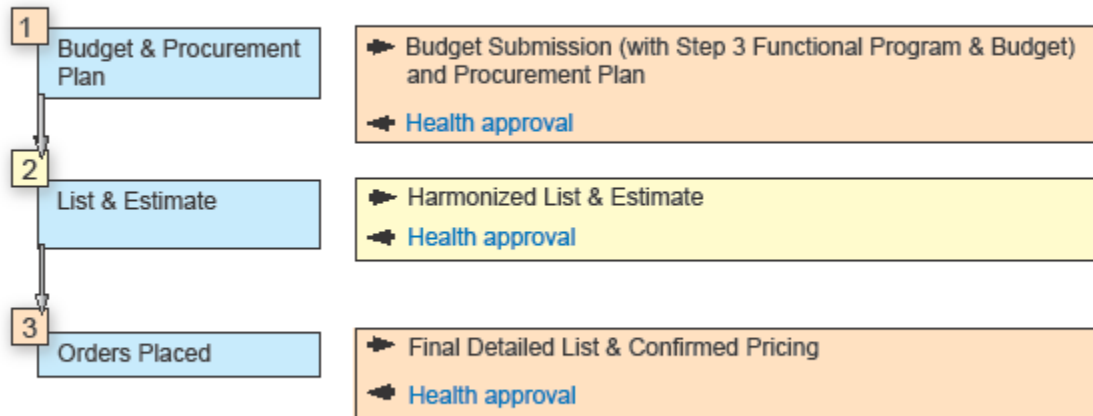 1
Budget & Procurement
Plan
Budget Submission (with Step 3 Functional Program & Budget)
and Procurement Plan
Health approval
2
List & Estimate
Harmonized List & Estimate
Health approval
3
Orders Placed
Final Detailed List & Confirmed Pricing
Health approval